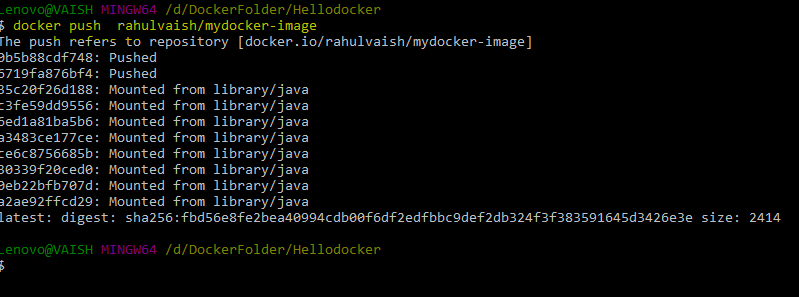 Lenovo@VAISH MINGW64 /d/DockerFolder/Hellodocker
$ docker push  rahulvaish/mydocker-image
The push refers to repository [docker.io/rahulvaish/mydocker-image]
0b5b88cdf748: Pushed
6719fa876bf4: Pushed
35c20f26d188: Mounted from library/java
c3fe59dd9556: Mounted from library/java
6ed1a81ba5b6: Mounted from library/java
a3483ce177ce: Mounted from library/java
ce6c8756685b: Mounted from library/java
30339f20ced0: Mounted from library/java
0eb22bfb707d: Mounted from library/java
a2ae92ffcd29: Mounted from library/java
latest: digest: sha256:fbd56e8fe2bea40994cdb00f6df2edfbbc9def2db324f3f383591645d3426e3e size: 2414
Lenovo@VAISH MINGW64 /d/DockerFolder/Hellodocker
$